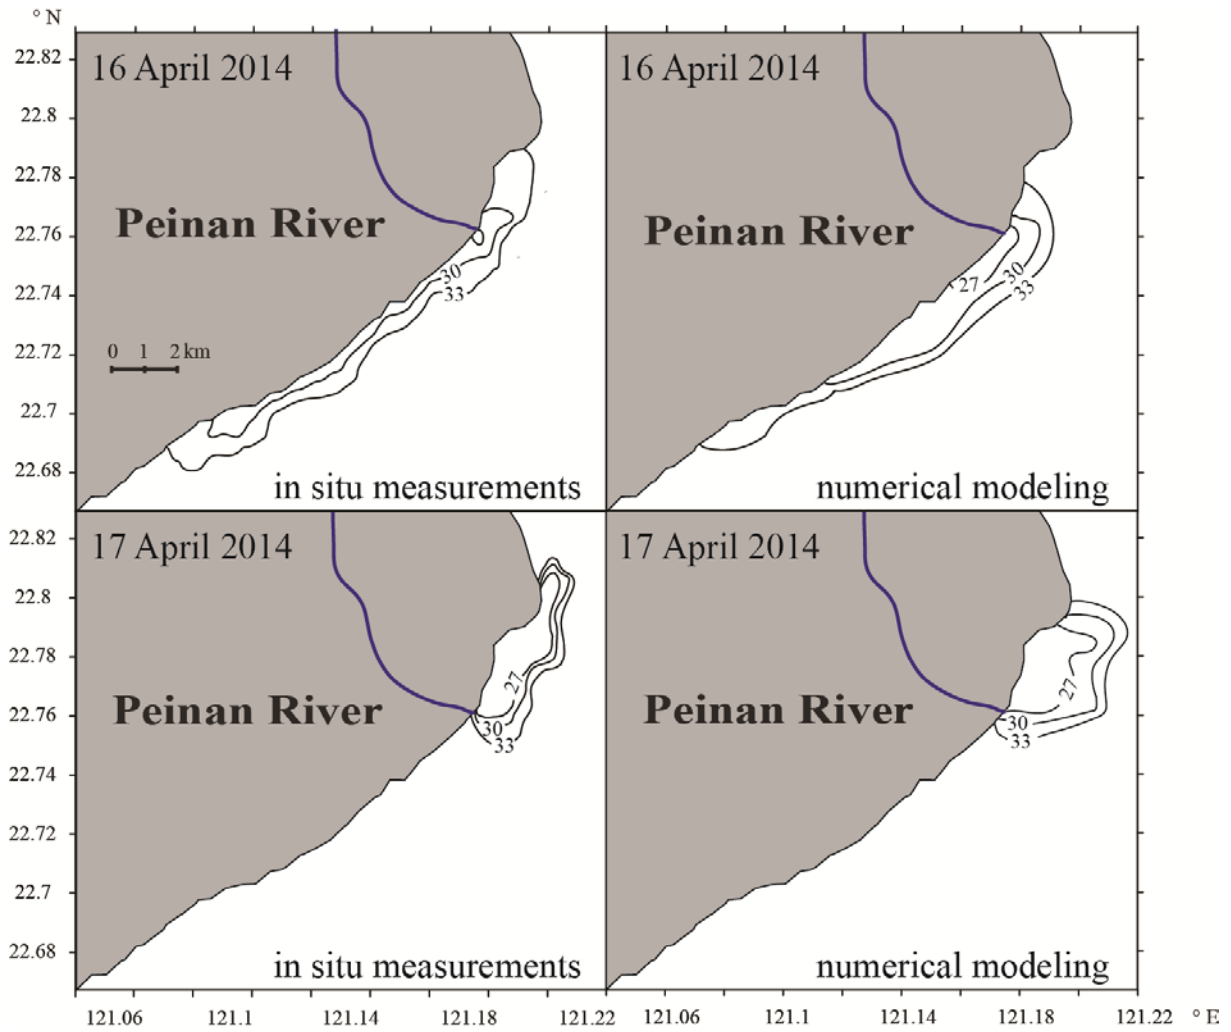 ° N
22.82
22.8
22.78
22.76
22.74
22.72
22.7
22.68
16 April 2014
Peinan River
30
33
0 1 2 km
in situ measurements
16 April 2014
Peinan River
27
30
33
numerical modeling
22.82
22.8
22.78
22.76
22.74
22.72
22.7
22.68
17 April 2014
Peinan River
27
30
33
in situ measurements
17 April 2014
Peinan River
27
30
33
numerical modeling
121.06 121.1 121.14 121.18 121.22 121.06 121.1 121.14 121.18 121.22 ° E